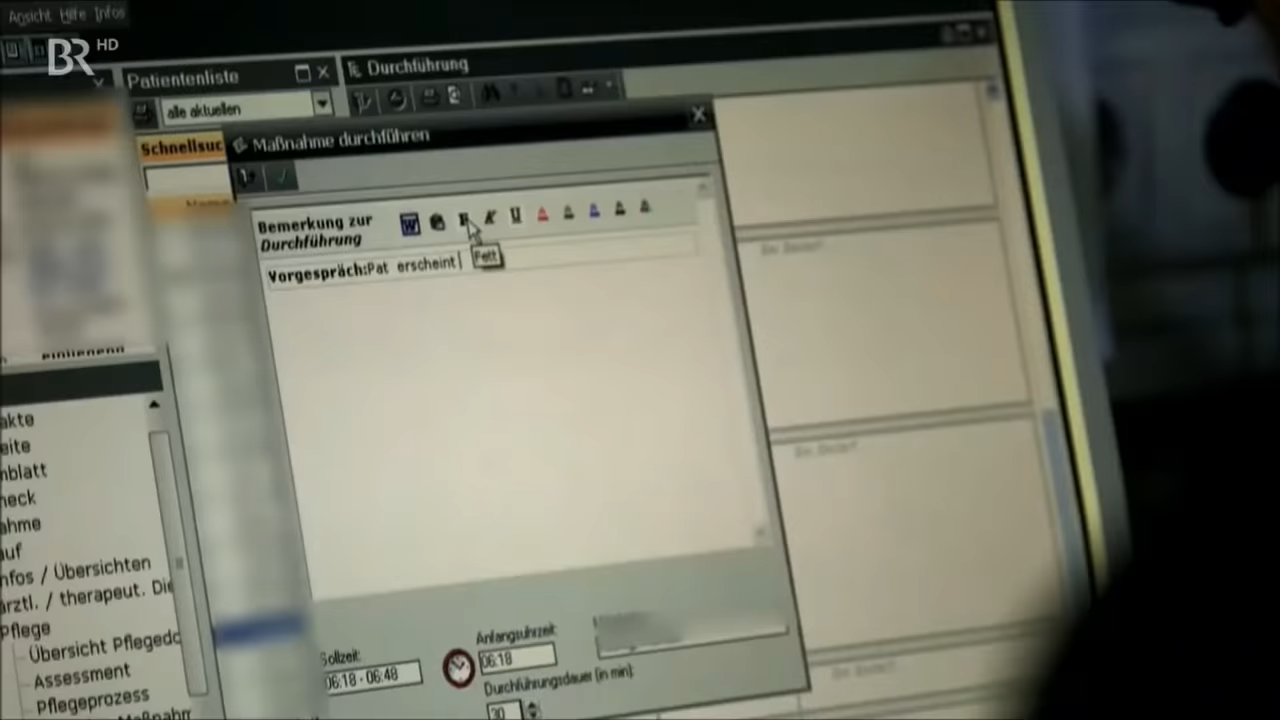 Ansicht Hilfe Infos
BR HD
Patientenliste
Durchführung
alle aktuellen
Schnellsuc
Maßnahme durchführen
Bemerkung zur
Durchführung
W F K U
Fett
Vorgespräch:Pat erscheint
akte
eite
nblatt
heck
ahme
auf
nfos / Übersichten
ärztl. / therapeut. Die
Pflege
Übersicht Pflegedo
Assessment
Pflegeprozess
Maßnahm
Sollzeit:
06:18 - 06:48
Anfangsuhrzeit:
06:18
Durchführungsdauer (in min):
30